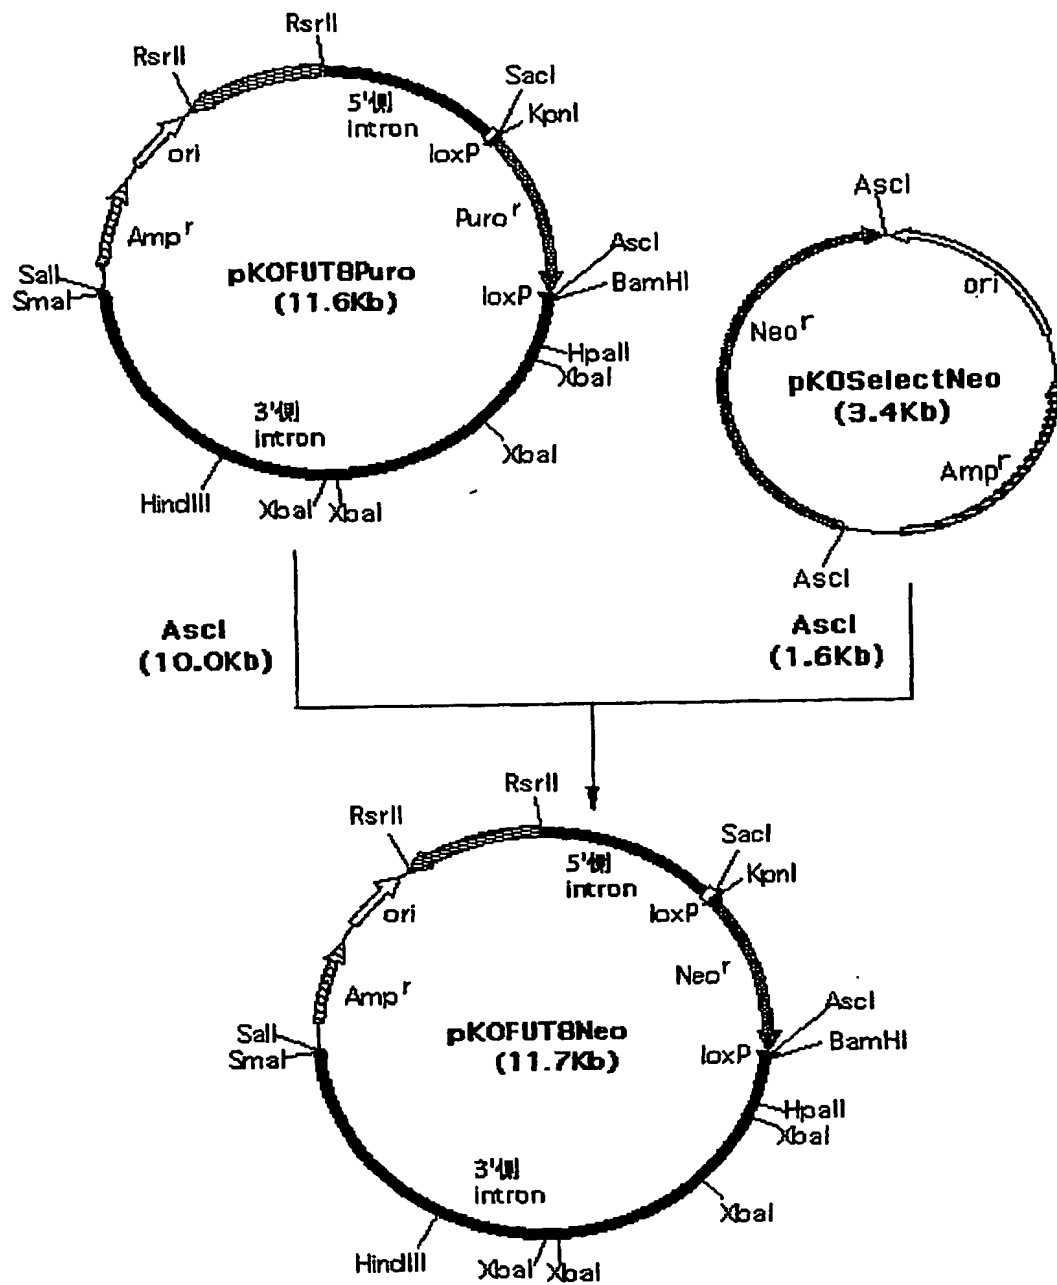 RsrII
RsrII
SacI
KpnI
5'側
intron
loxP
ori
Puro r
Amp r
AscI
BamHI
SalI
SmaI
pKOFUT8Puro
(11.6Kb)
loxP
HpaII
XbaI
3'側
intron
XbaI
HindIII
XbaI
XbaI
AscI
ori
Neo r
pKOSelectNeo
(3.4Kb)
Amp r
AscI
AscI
(10.0Kb)
AscI
(1.6Kb)
RsrII
RsrII
SacI
KpnI
5'側
intron
loxP
ori
Neo r
Amp r
AscI
BamHI
SalI
SmaI
pKOFUT8Neo
(11.7Kb)
loxP
HpaII
XbaI
3'側
intron
XbaI
HindIII
XbaI
XbaI